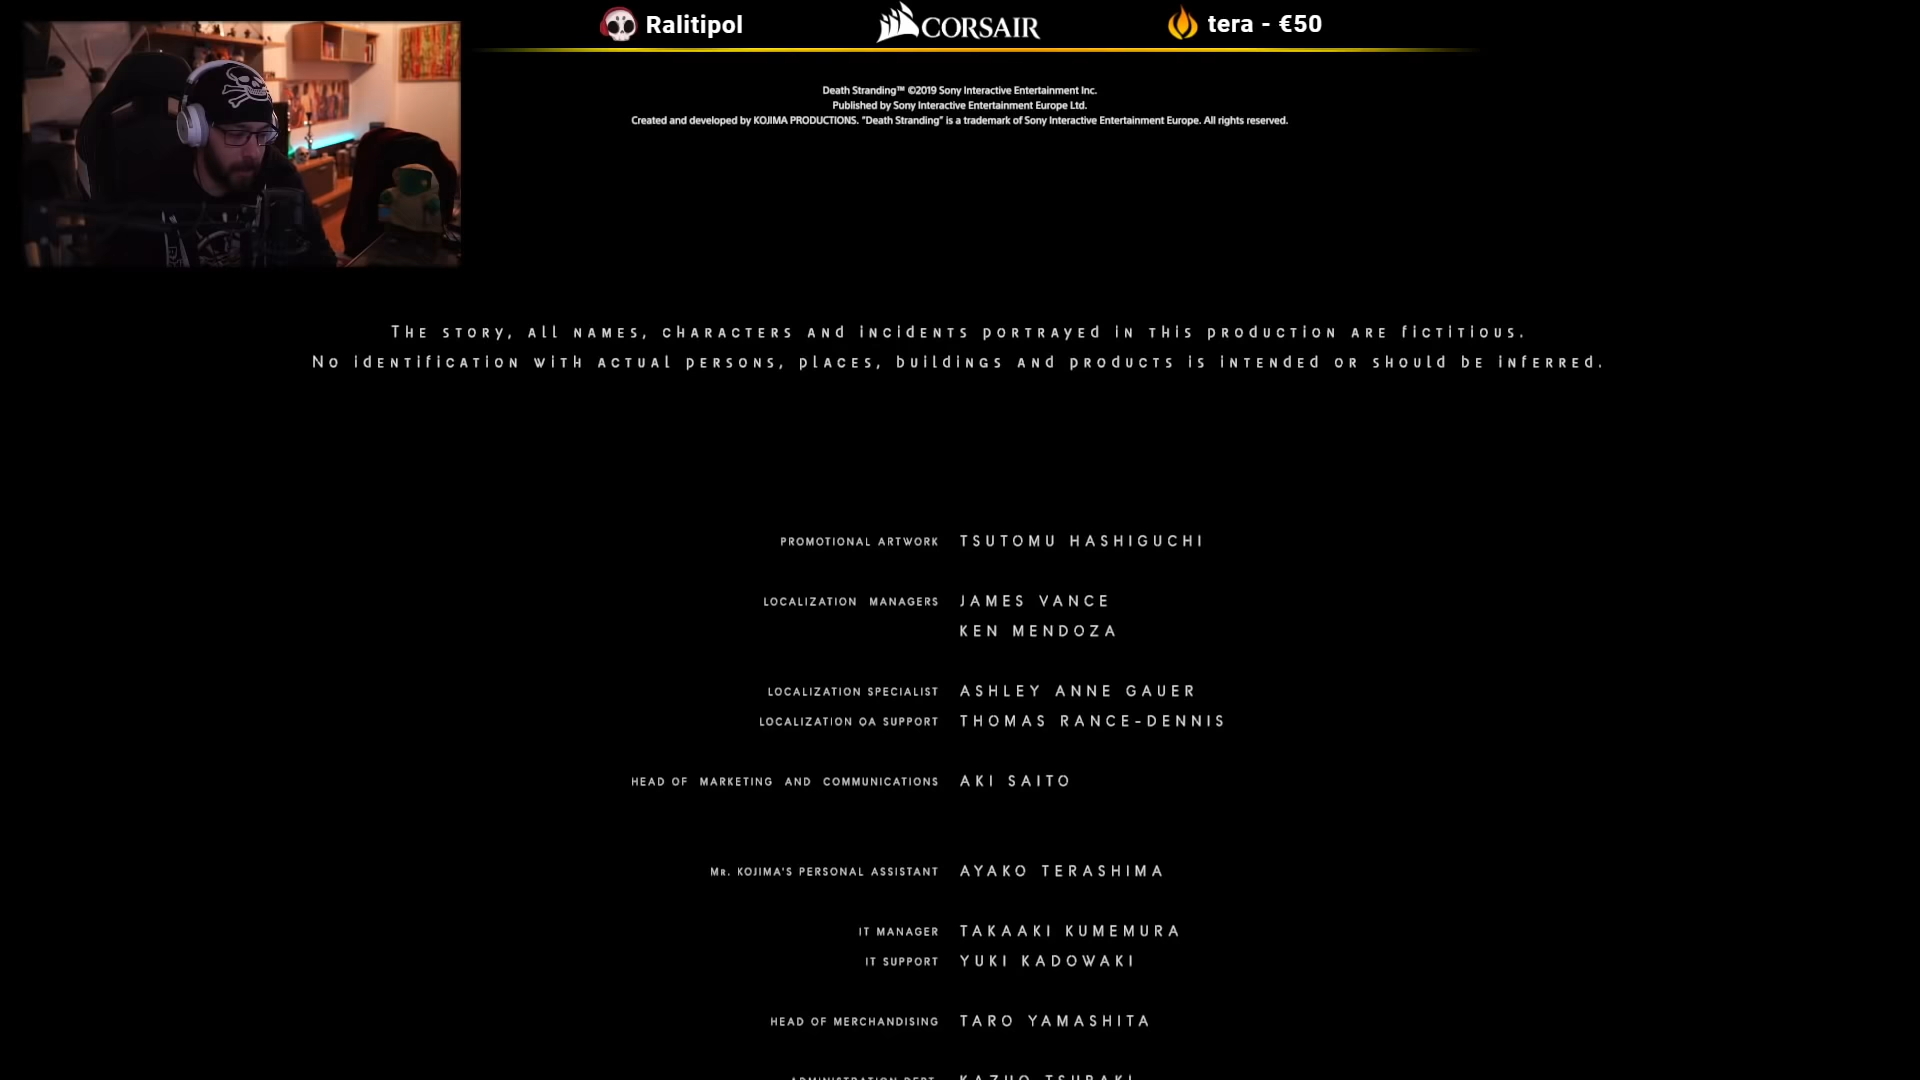 Ralitipol
CORSAIR
tera - €50
Death Stranding™ ©2019 Sony Interactive Entertainment Inc.
Published by Sony Interactive Entertainment Europe Ltd.
Created and developed by KOJIMA PRODUCTIONS. "Death Stranding" is a trademark of Sony Interactive Entertainment Europe. All rights reserved.
The story, all names, characters and incidents portrayed in this production are fictitious.
No identification with actual persons, places, buildings and products is intended or should be inferred.
PROMOTIONAL ARTWORK TSUTOMU HASHIGUCHI
LOCALIZATION MANAGERS JAMES VANCE
KEN MENDOZA
LOCALIZATION SPECIALIST ASHLEY ANNE GAUER
LOCALIZATION QA SUPPORT THOMAS RANCE-DENNIS
HEAD OF MARKETING AND COMMUNICATIONS AKI SAITO
MR. KOJIMA'S PERSONAL ASSISTANT AYAKO TERASHIMA
IT MANAGER TAKAAKI KUMEMURA
IT SUPPORT YUKI KADOWAKI
HEAD OF MERCHANDISING TARO YAMASHITA